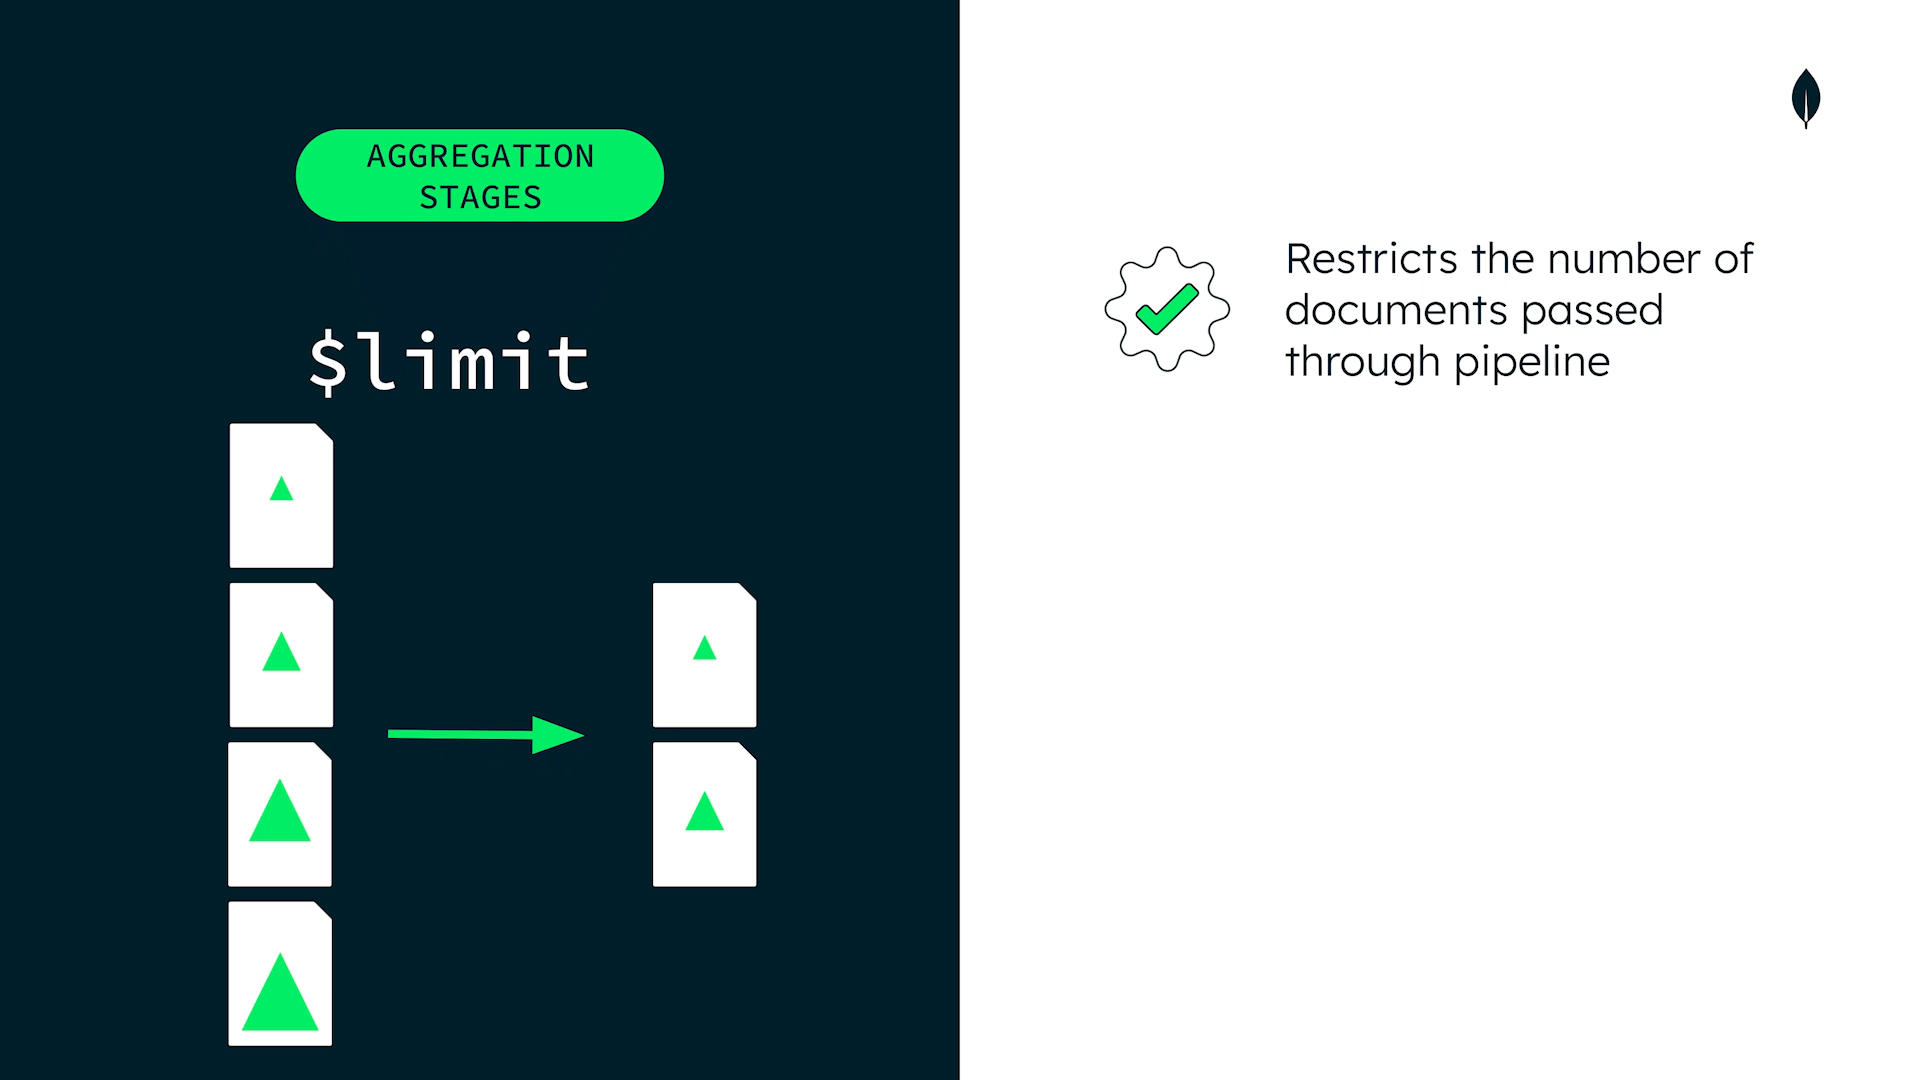 AGGREGATION
STAGES
$limit
Restricts the number of
documents passed
through pipeline